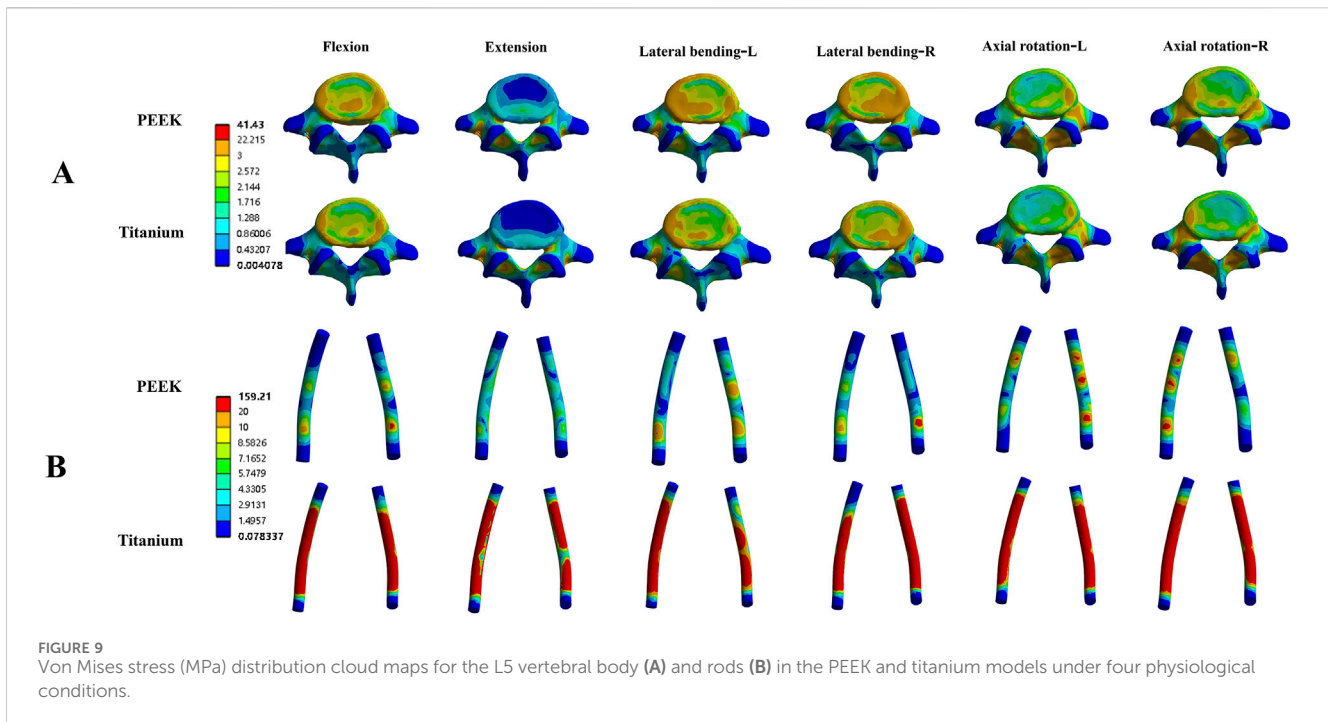 Flexion Extension Lateral bending-L Lateral bending-R Axial rotation-L Axial rotation-R
A
PEEK
41.43
22.215
3
2.572
2.144
1.716
1.288
0.86006
0.43207
0.004078
Titanium
B
PEEK
159.21
20
10
8.5826
7.1652
5.7479
4.3305
2.9131
1.4957
0.078337
Titanium
FIGURE 9
Von Mises stress (MPa) distribution cloud maps for the L5 vertebral body (A) and rods (B) in the PEEK and titanium models under four physiological
conditions.